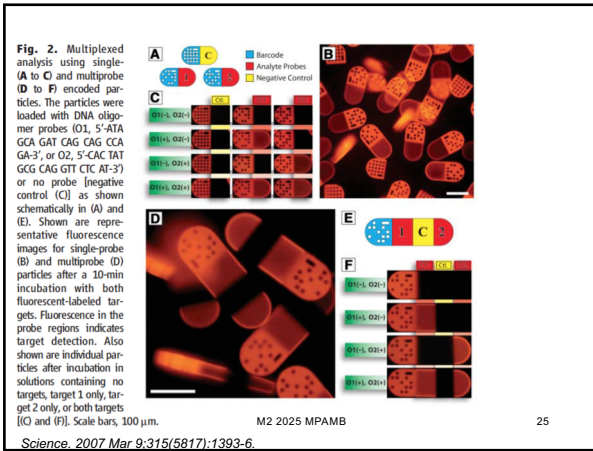 Fig. 2. Multiplexed
analysis using single-
(A to C) and multiprobe
(D to F) encoded par-
ticles. The particles were
loaded with DNA oligo-
mer probes (O1, 5′-ATA
GCA GAT CAG CAG CCA
GA-3′, or O2, 5′-CAC TAT
GCG CAG GTT CTC AT-3′)
or no probe [negative
control (C)] as shown
schematically in (A) and
(E). Shown are repre-
sentative fluorescence
images for single-probe
(B) and multiprobe (D)
particles after a 10-min
incubation with both
fluorescent-labeled tar-
gets. Fluorescence in the
probe regions indicates
target detection. Also
shown are individual par-
ticles after incubation in
solutions containing no
targets, target 1 only, tar-
get 2 only, or both targets
[(C) and (F)]. Scale bars, 100 μm.
A
C
1
2
Barcode
Analyte Probes
Negative Control
B
C
O1(-), O2(-)
O1(+), O2(-)
O1(-), O2(+)
O1(+), O2(+)
D
E
1 C 2
F
O1(-), O2(-)
O1(+), O2(-)
O1(-), O2(+)
O1(+), O2(+)
M2 2025 MPAMB
25
Science. 2007 Mar 9;315(5817):1393-6.